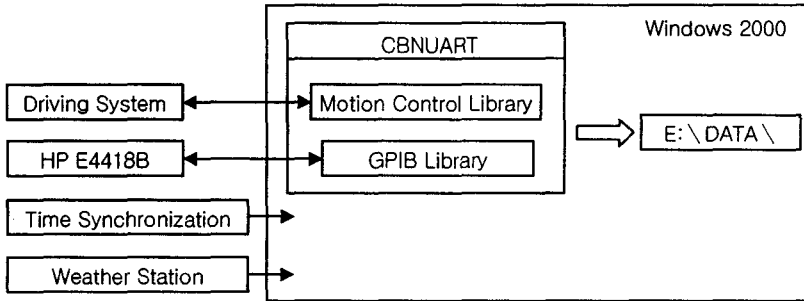 Windows 2000
CBNUART
Driving System
Motion Control Library
E:\DATA\
HP E4418B
GPIB Library
Time Synchronization
Weather Station